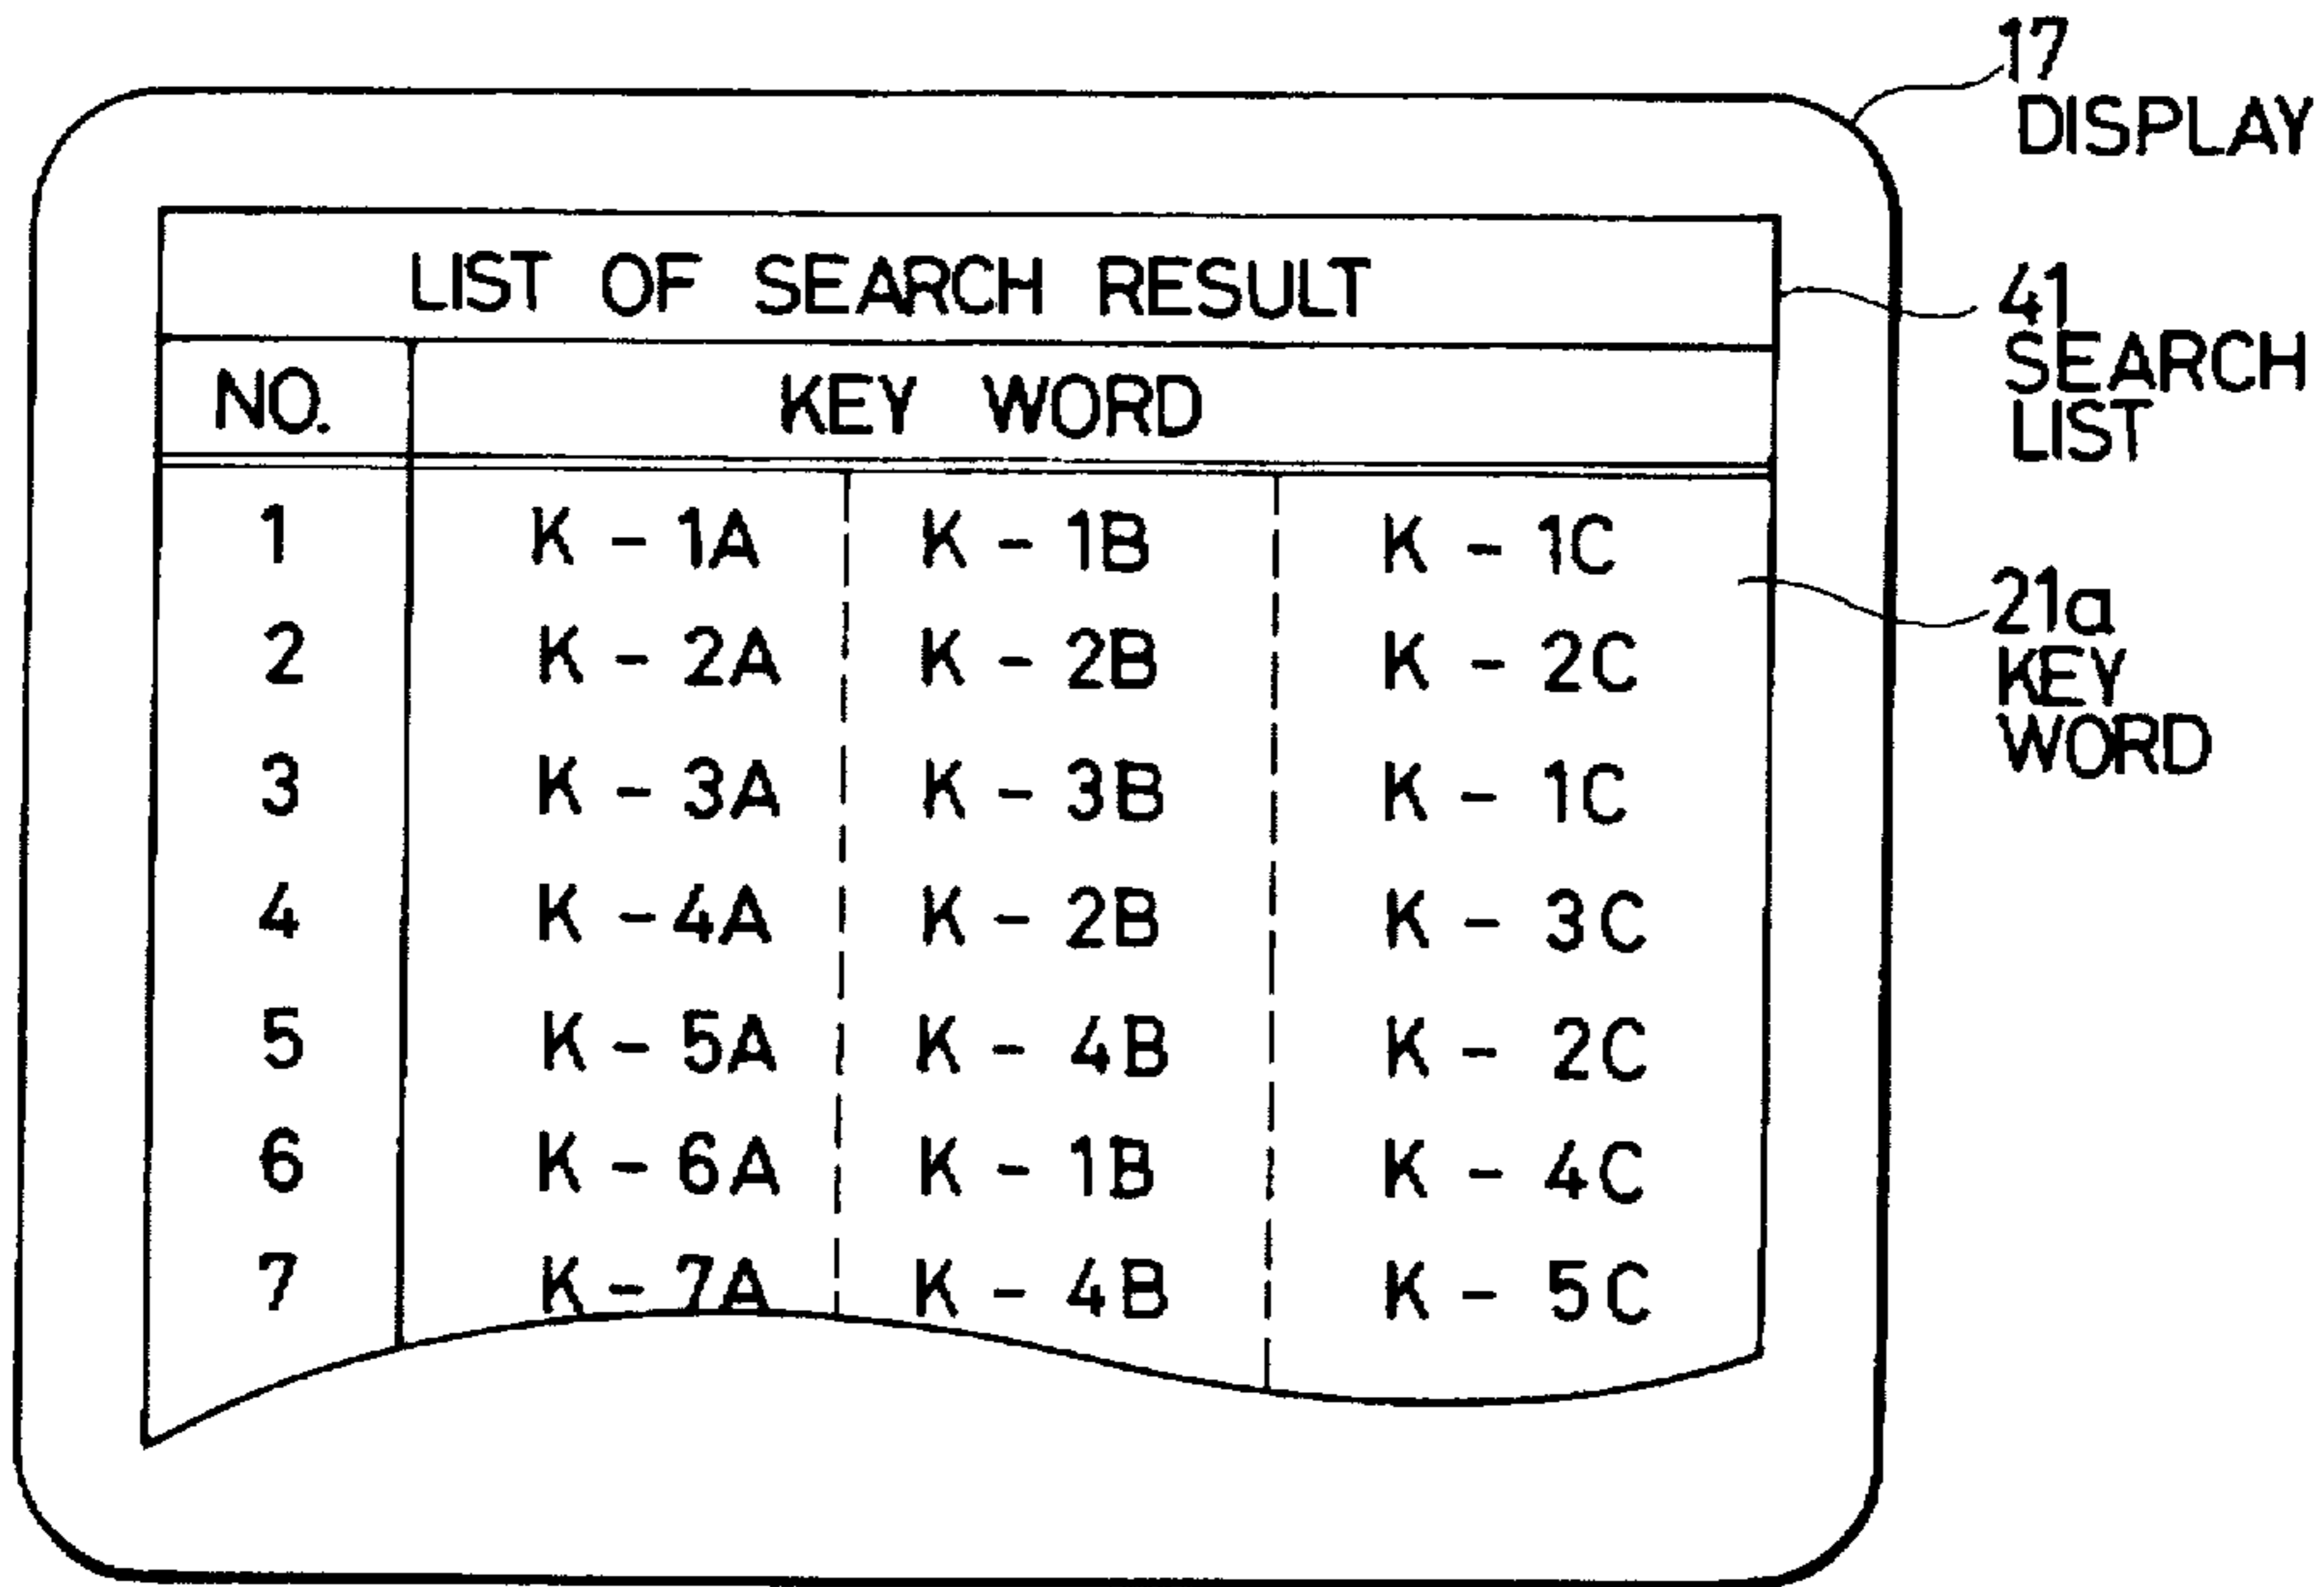 17
DISPLAY
LIST OF SEARCH RESULT
41
SEARCH
LIST
NO. KEY WORD
1 K - 1A K - 1B K - 1C
21a
KEY
WORD
2 K - 2A K - 2B K - 2C
3 K - 3A K - 3B K - 1C
4 K - 4A K - 2B K - 3C
5 K - 5A K - 4B K - 2C
6 K - 6A K - 1B K - 4C
7 K - 7A K - 4B K - 5C